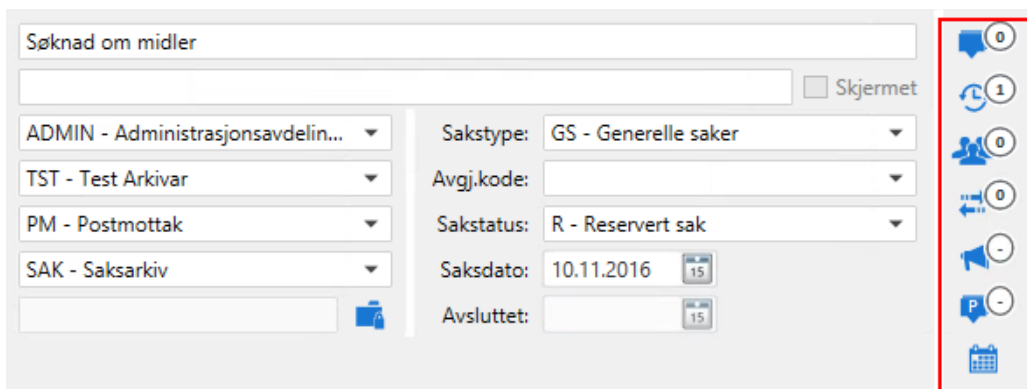 Søknad om midler
0
Skjermet
1
ADMIN - Administrasjonsavdelin...
Sakstype: GS - Generelle saker
0
TST - Test Arkivar
Avgj.kode:
0
PM - Postmottak
Sakstatus: R - Reservert sak
-
SAK - Saksarkiv
Saksdato: 10.11.2016 15
P -
Avsluttet: 15